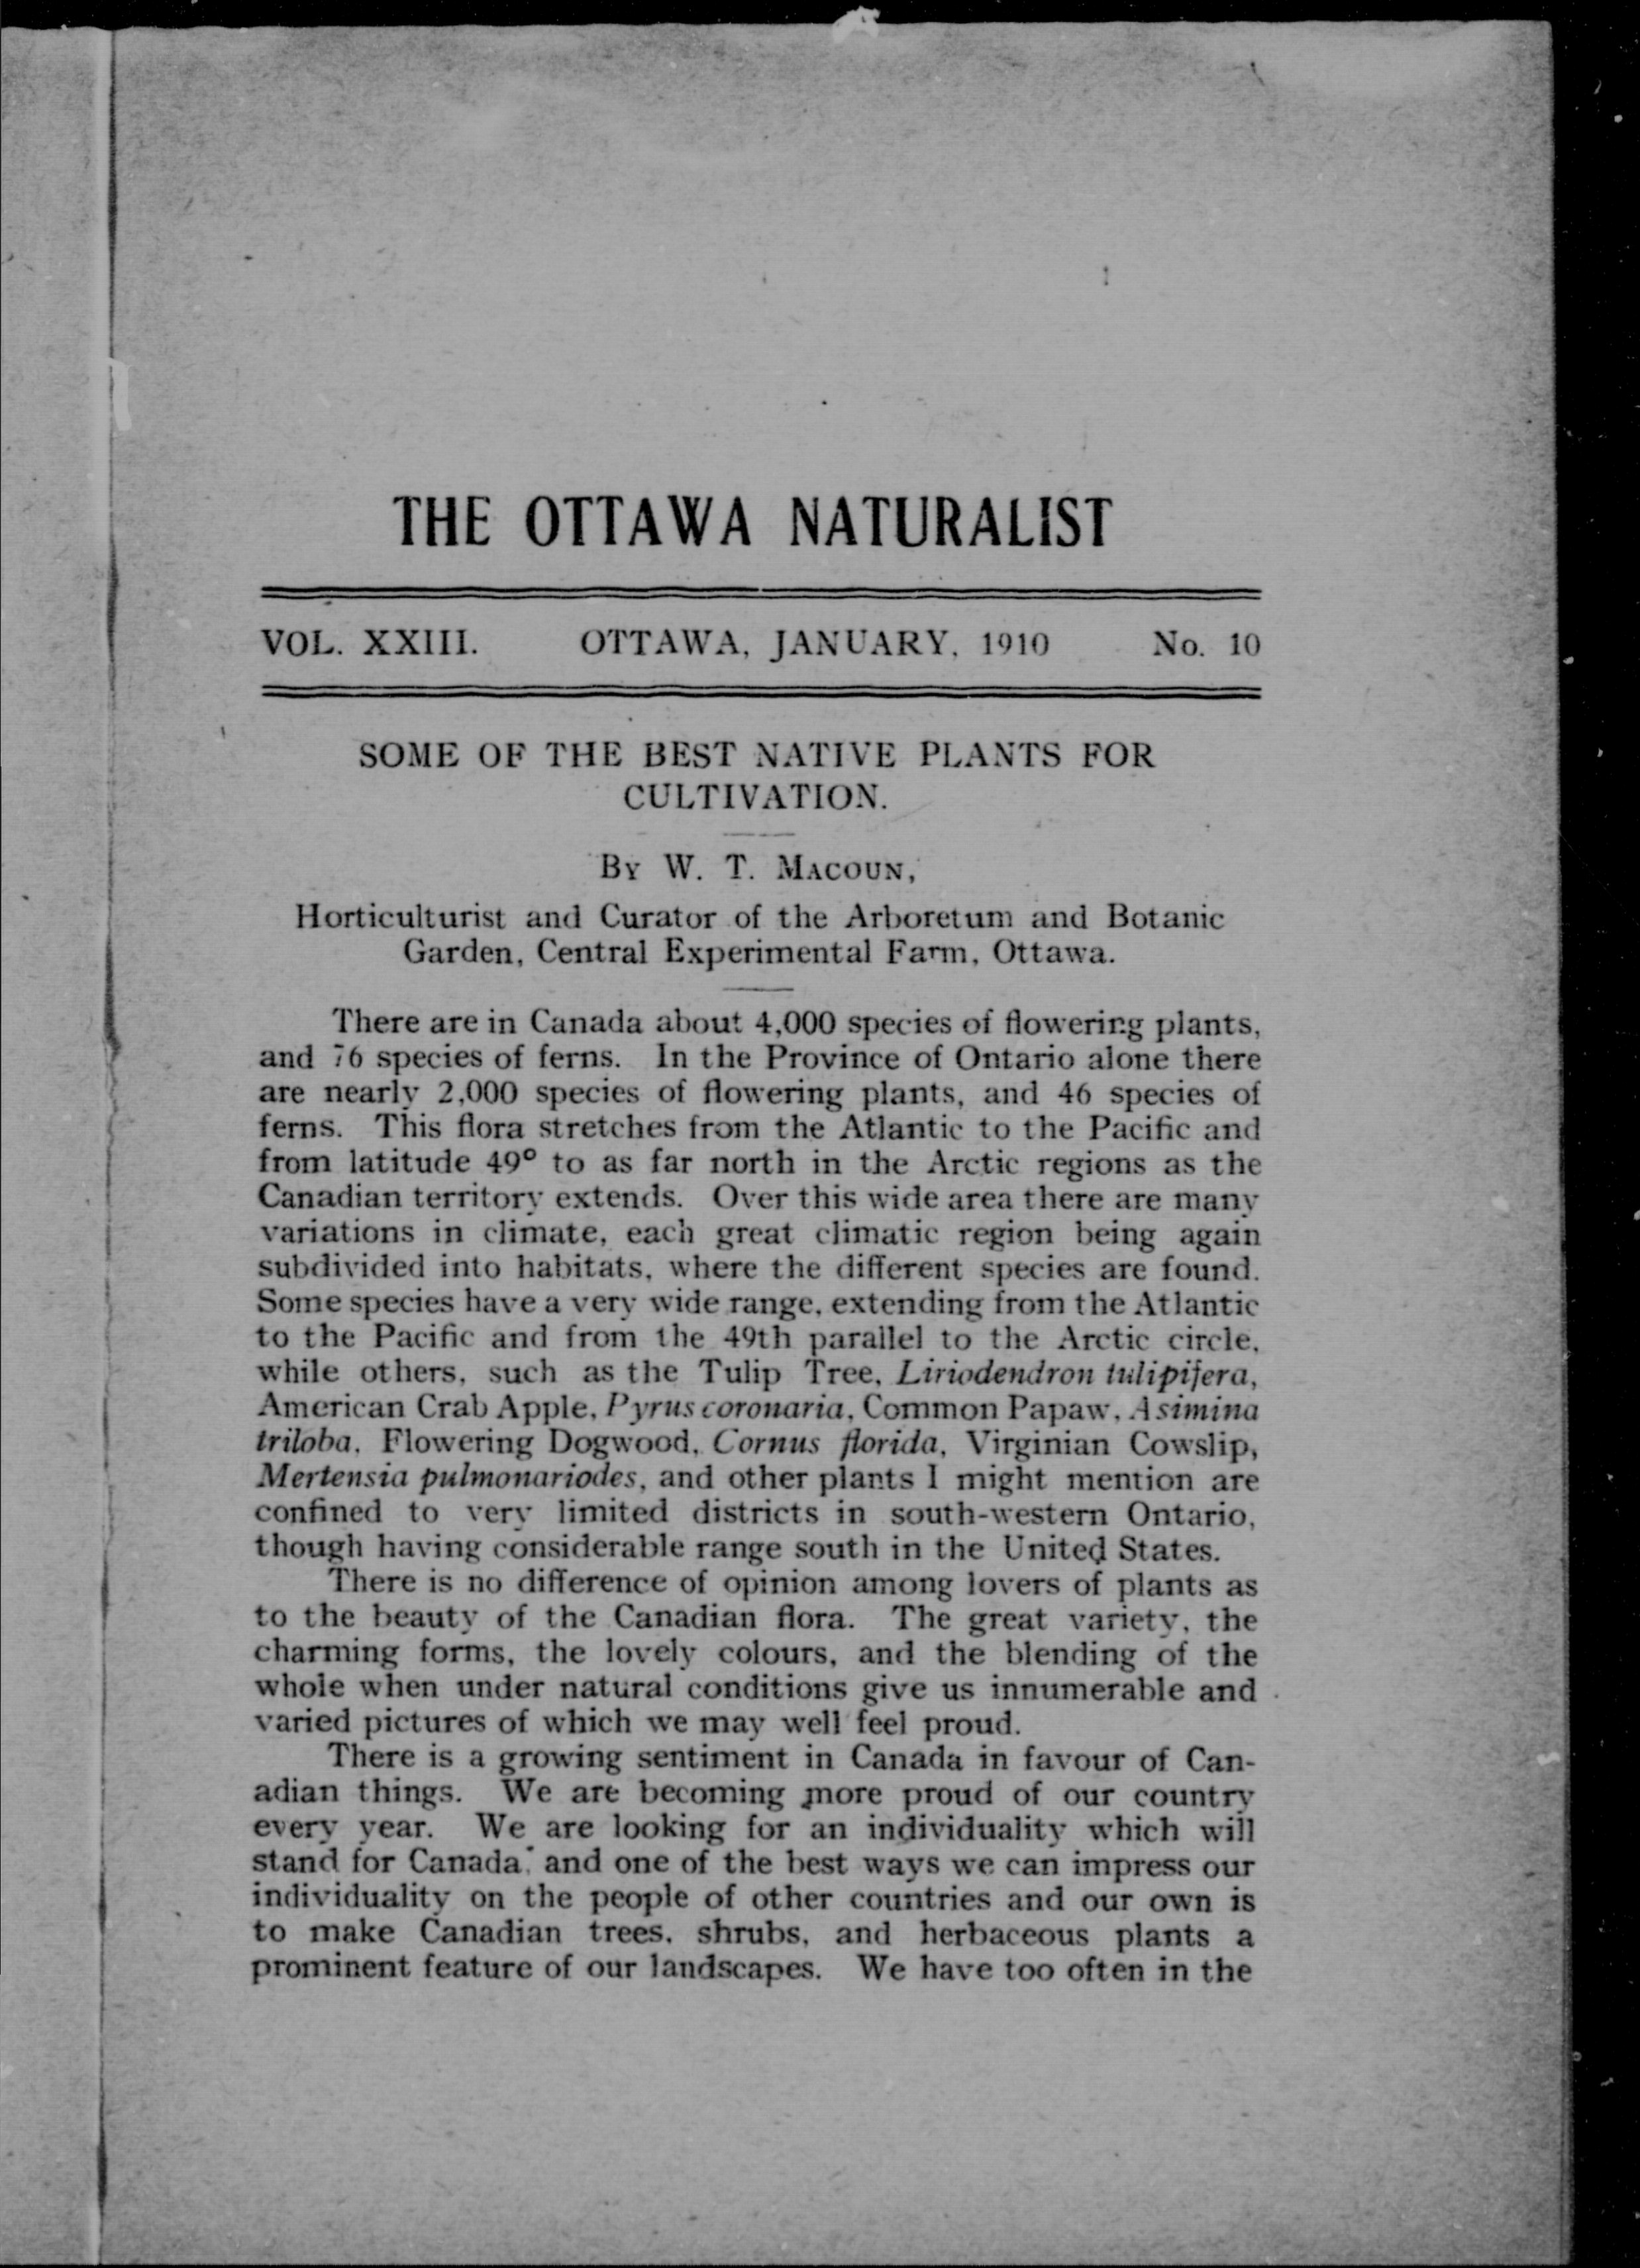 THE OTTAWA NATURALIST
VOL. XXIII. OTTAWA, JANUARY, 1910 No. 10
SOME OF THE BEST NATIVE PLANTS FOR
CULTIVATION.
By W. T. Macoun,
Horticulturist and Curator of the Arboretum and Botanic
Garden, Central Experimental Farm, Ottawa.
There are in Canada about 4,000 species of flowering plants,
and 76 species of ferns. In the Province of Ontario alone there
are nearly 2,000 species of flowering plants, and 46 species of
ferns. This flora stretches from the Atlantic to the Pacific and
from latitude 49° to as far north in the Arctic regions as the
Canadian territory extends. Over this wide area there are many
variations in climate, each great climatic region being again
subdivided into habitats, where the different species are found.
Some species have a very wide range, extending from the Atlantic
to the Pacific and from the 49th parallel to the Arctic circle,
while others, such as the Tulip Tree, Liriodendron tulipifera,
American Crab Apple, Pyrus coronaria, Common Papaw, Asimina
triloba, Flowering Dogwood, Cornus florida, Virginian Cowslip,
Mertensia pulmonariodes, and other plants I might mention are
confined to very limited districts in south-western Ontario,
though having considerable range south in the United States.
There is no difference of opinion among lovers of plants as
to the beauty of the Canadian flora. The great variety, the
charming forms, the lovely colours, and the blending of the
whole when under natural conditions give us innumerable and
varied pictures of which we may well feel proud.
There is a growing sentiment in Canada in favour of Can-
adian things. We are becoming more proud of our country
every year. We are looking for an individuality which will
stand for Canada, and one of the best ways we can impress our
individuality on the people of other countries and our own is
to make Canadian trees, shrubs, and herbaceous plants a
prominent feature of our landscapes. We have too often in the